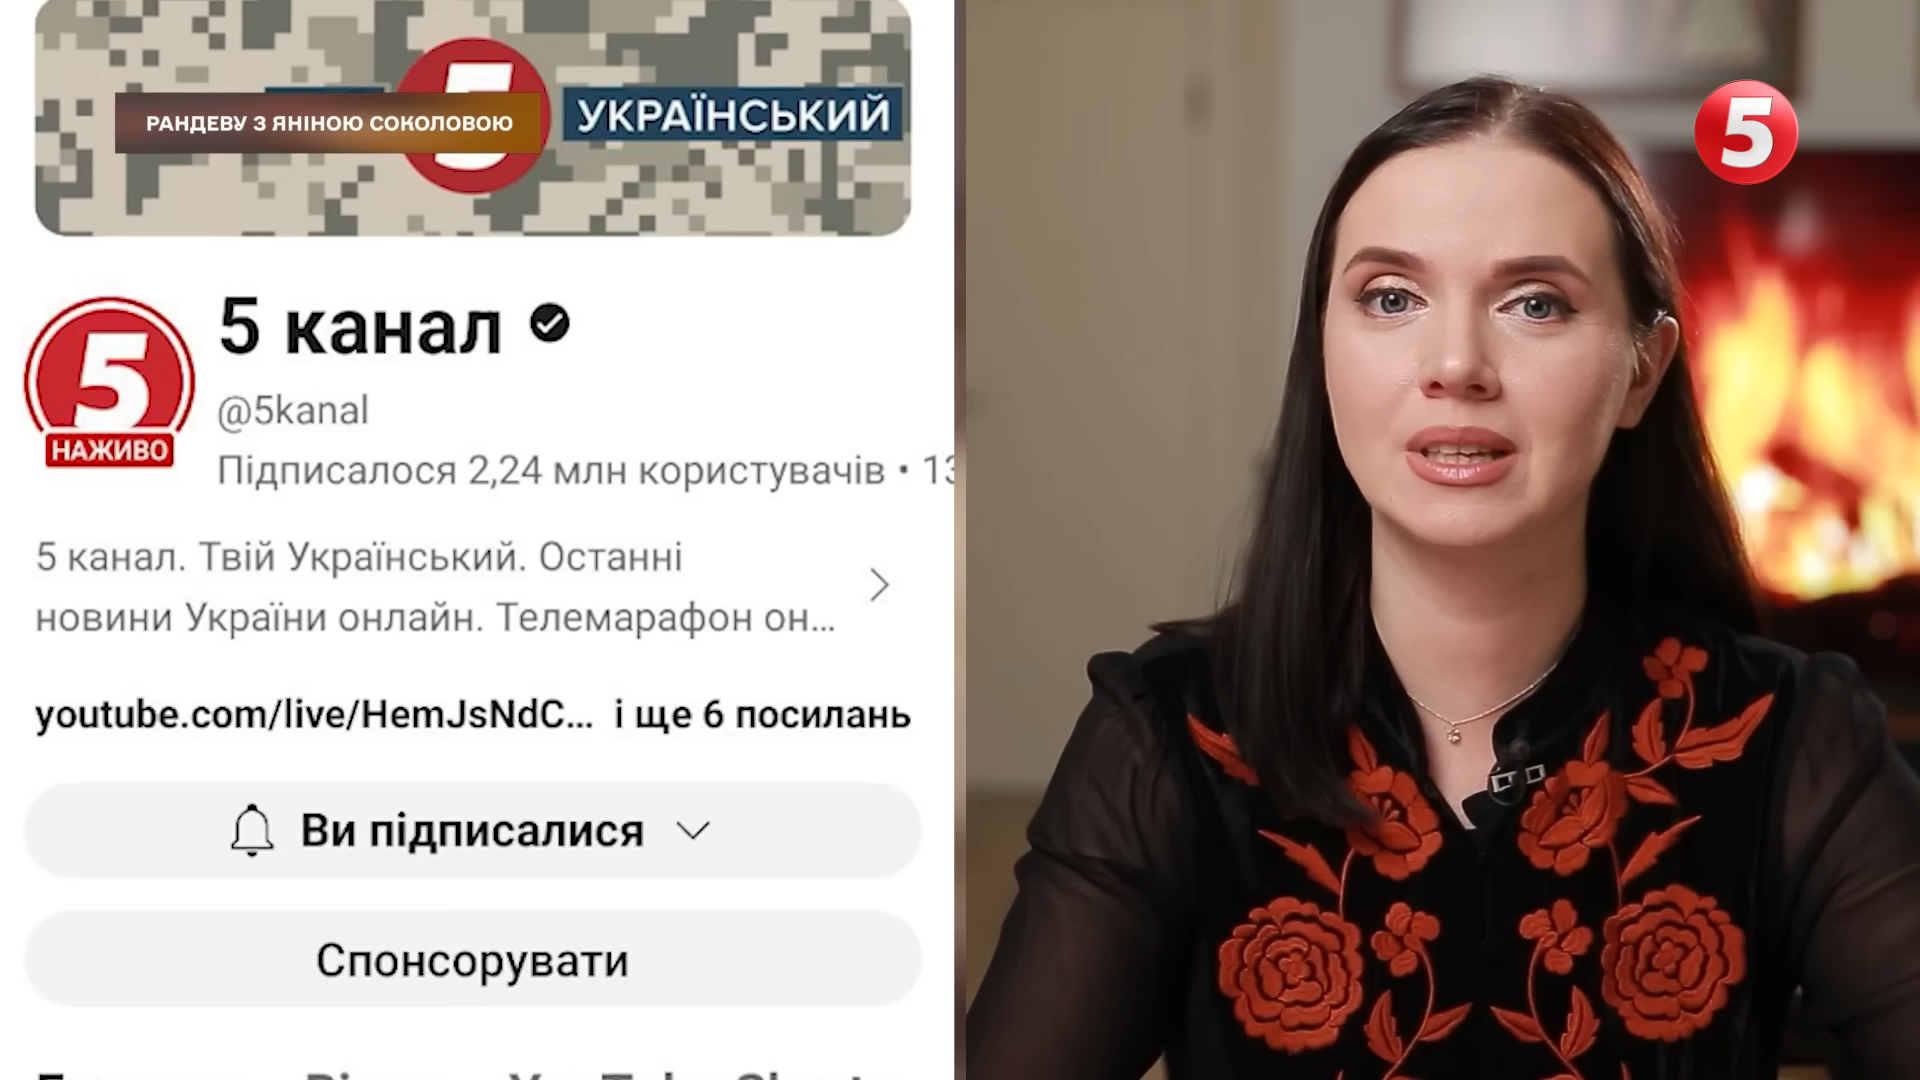 РАНДЕВУ З ЯНІНОЮ СОКОЛОВОЮ
5
УКРАЇНСЬКИЙ
5
5
НАЖИВО
5 канал
@5kanal
Підписалося 2,24 млн користувачів • 13
5 канал. Твій Український. Останні
новини України онлайн. Телемарафон он...
youtube.com/live/HemJsNdC... і ще 6 посилань
Ви підписалися
Спонсорувати